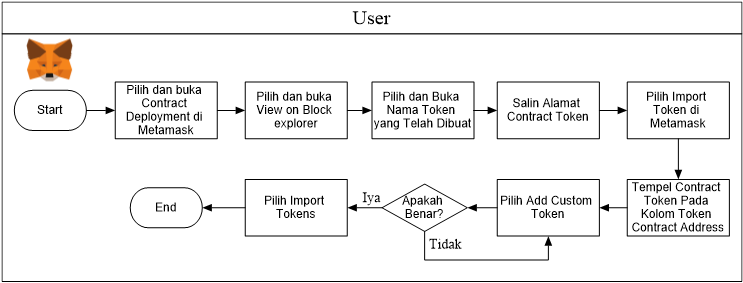 User
Start
Pilih dan buka
Contract
Deployment di
Metamask
Pilih dan buka
View on Block
explorer
Pilih dan Buka
Nama Token
yang Telah Dibuat
Salin Alamat
Contract Token
Pilih Import
Token di
Metamask
Tempel Contract
Token Pada
Kolom Token
Contract Address
Pilih Add Custom
Token
Apakah
Benar?
Iya
Tidak
Pilih Import
Tokens
End